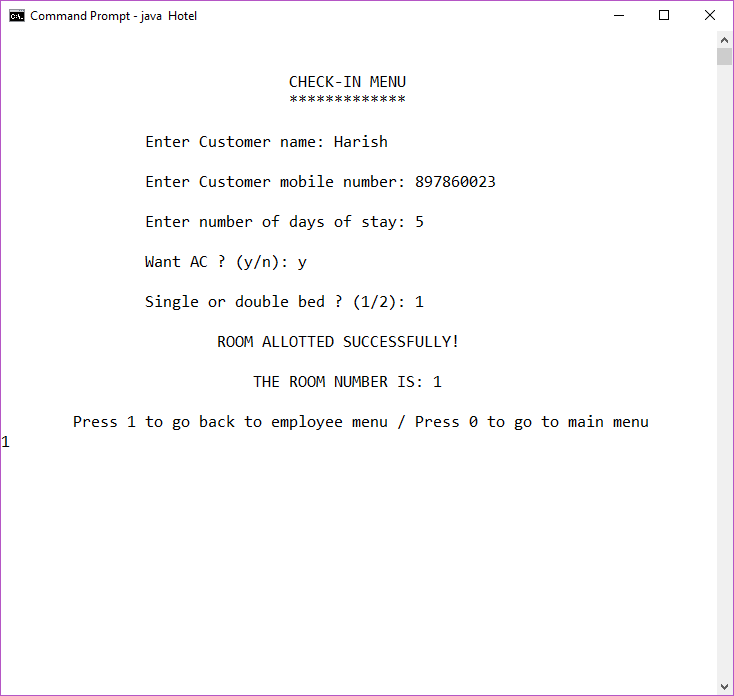 Command Prompt - java Hotel
CHECK-IN MENU
*************
Enter Customer name: Harish
Enter Customer mobile number: 897860023
Enter number of days of stay: 5
Want AC ? (y/n): y
Single or double bed ? (1/2): 1
ROOM ALLOTTED SUCCESSFULLY!
THE ROOM NUMBER IS: 1
Press 1 to go back to employee menu / Press 0 to go to main menu
1